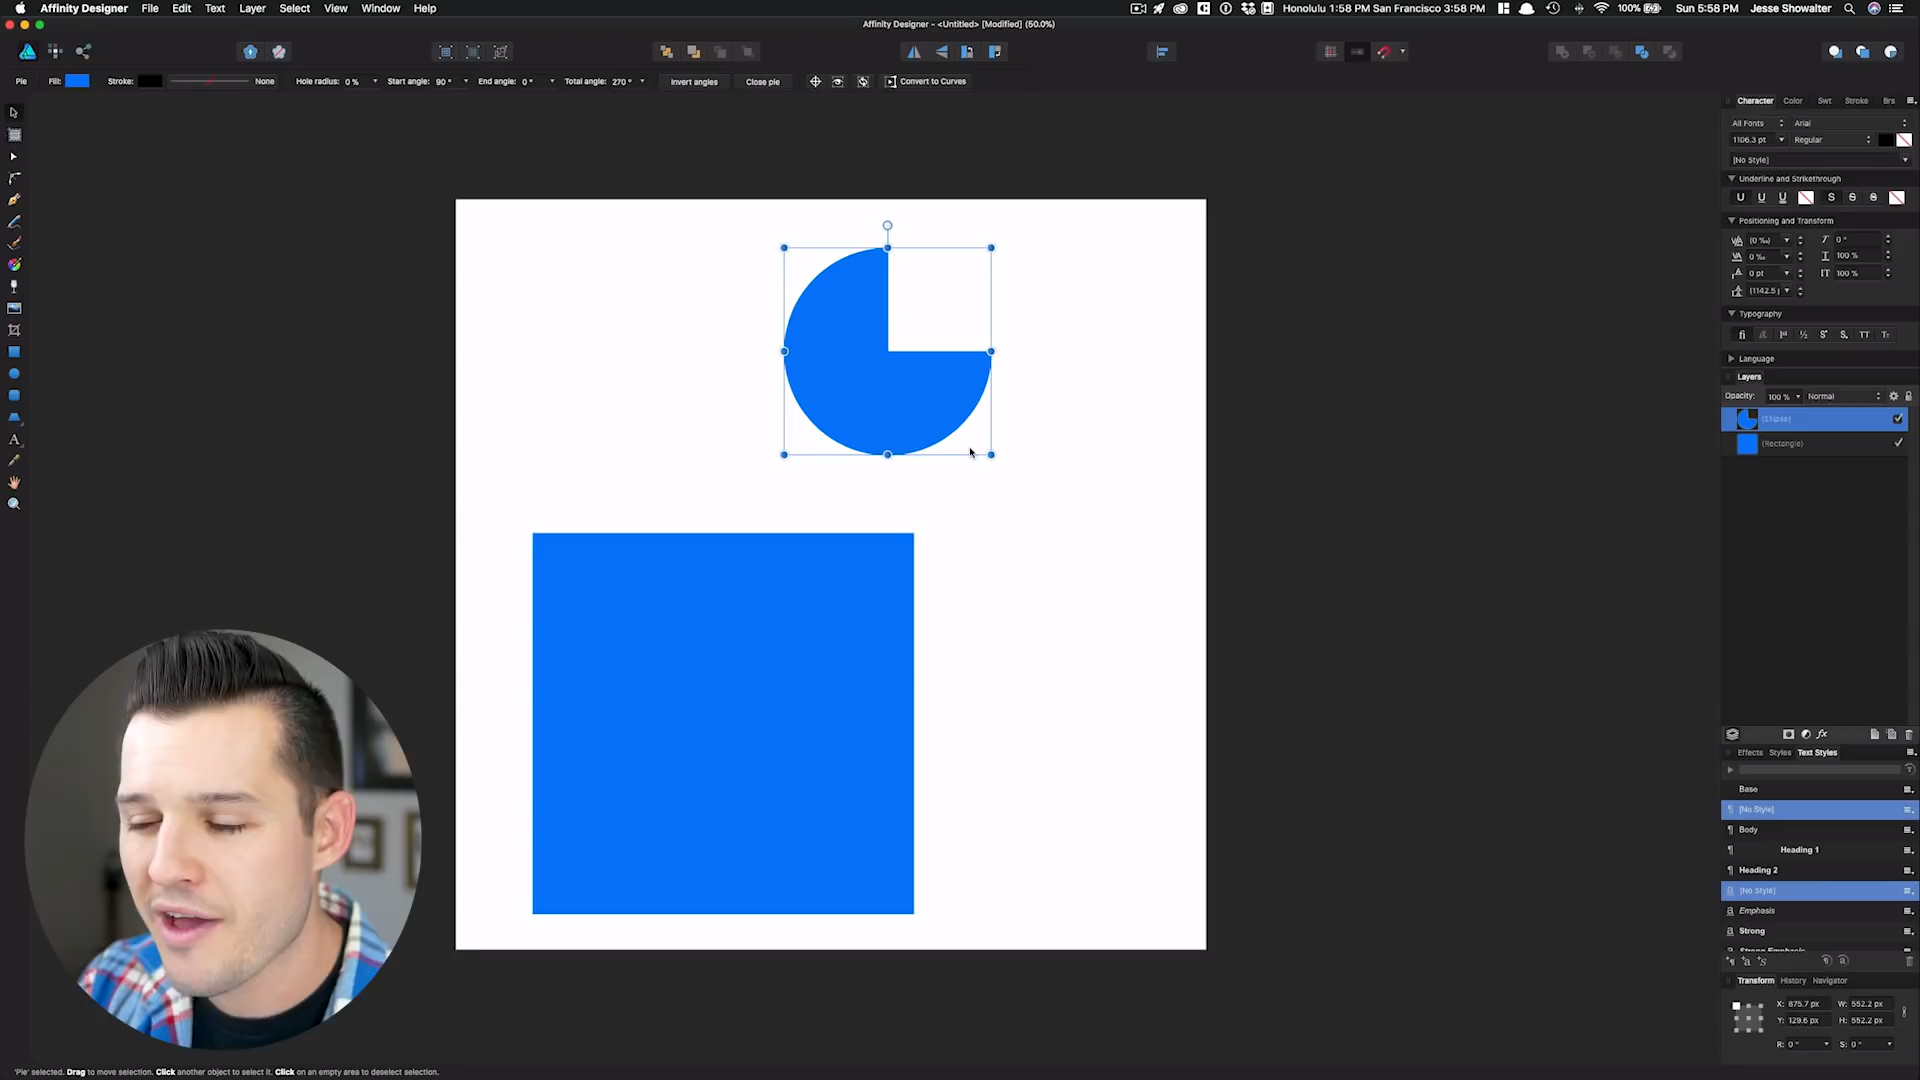 Affinity Designer File Edit Text Layer Select View Window Help Honolulu 1:58 PM San Francisco 3:58 PM 100% Sun 5:58 PM Jesse Showalter
Affinity Designer - <Untitled> [Modified] (50.0%)
Pie Fill: Stroke: None Hole radius: 0 % Start angle: 90 ° End angle: 0 ° Total angle: 270 ° Invert angles Close pie Convert to Curves
Character Color Swt Stroke Brs
All Fonts Arial
1106.3 pt Regular
[No Style]
Underline and Strikethrough
U U U S S S
Positioning and Transform
(0 ‰) 0 °
0 ‰ 100 %
0 pt 100 %
(1142.5
Typography
fi ½ TT
Language
Layers
Opacity: 100 % Normal
(Ellipse)
(Rectangle)
fx
Effects Styles Text Styles
Base
[No Style]
Body
Heading 1
Heading 2
[No Style]
Emphasis
Strong
Strong Emphasis
Transform History Navigator
X: 875.7 px W: 552.2 px
Y: 129.6 px H: 552.2 px
R: 0 ° S: 0 °
'Pie' selected. Drag to move selection. Click another object to select it. Click on an empty area to deselect selection.